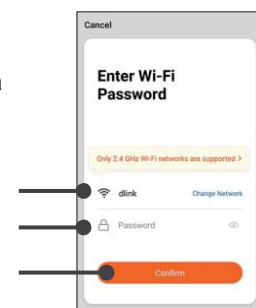 Cancel
Enter Wi-Fi
Password
Only 2.4 GHz Wi-Fi networks are supported >
dlink Change Network
Password
Confirm